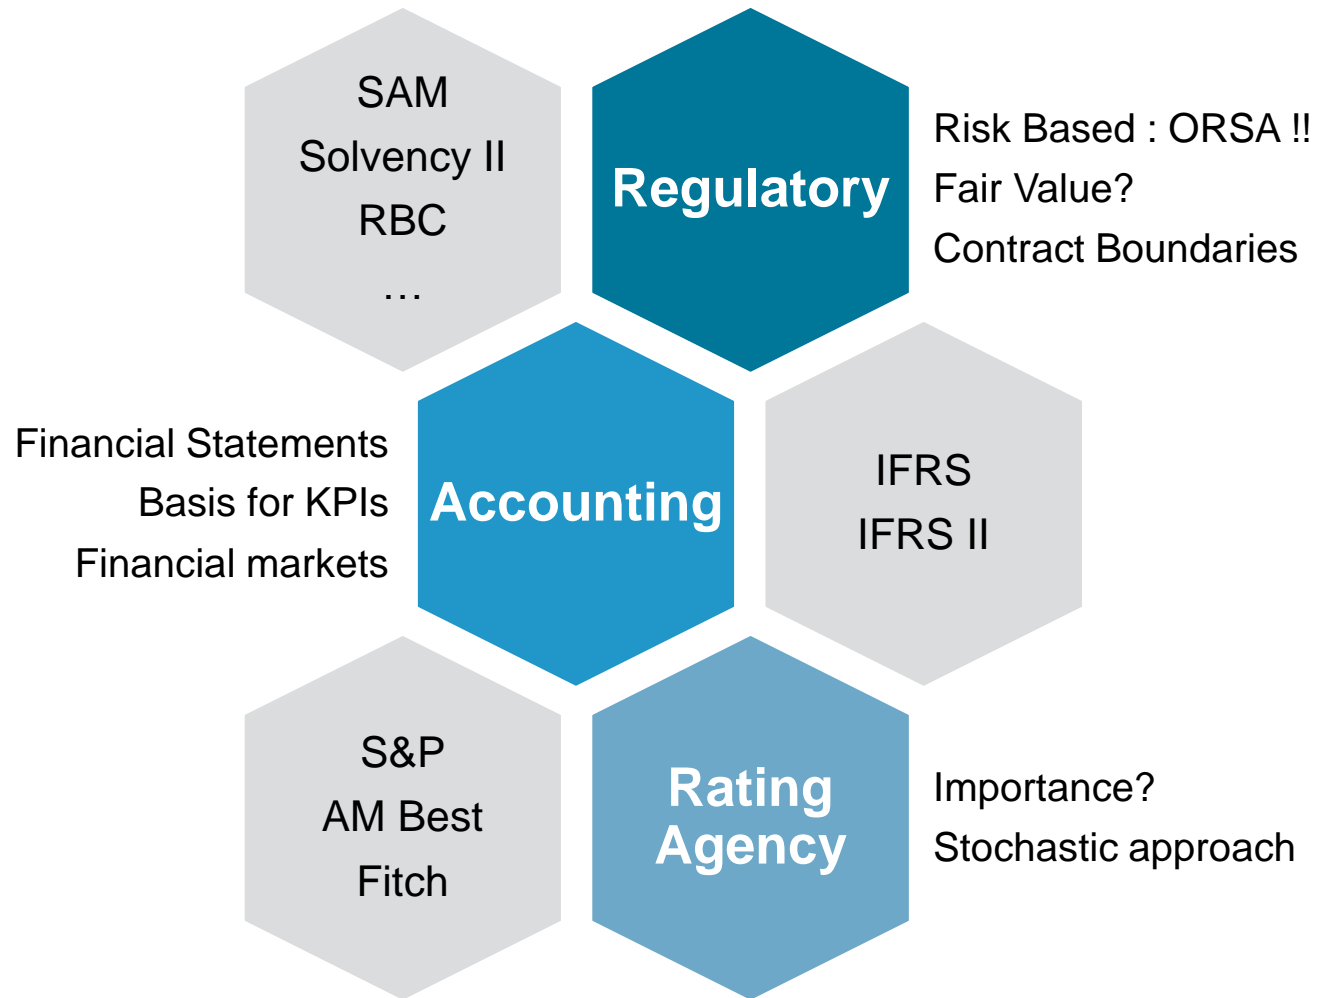 SAM
Solvency II
RBC
…
Regulatory
Risk Based : ORSA !!
Fair Value?
Contract Boundaries
Financial Statements
Basis for KPIs
Financial markets
Accounting
IFRS
IFRS II
S&P
AM Best
Fitch
Rating
Agency
Importance?
Stochastic approach